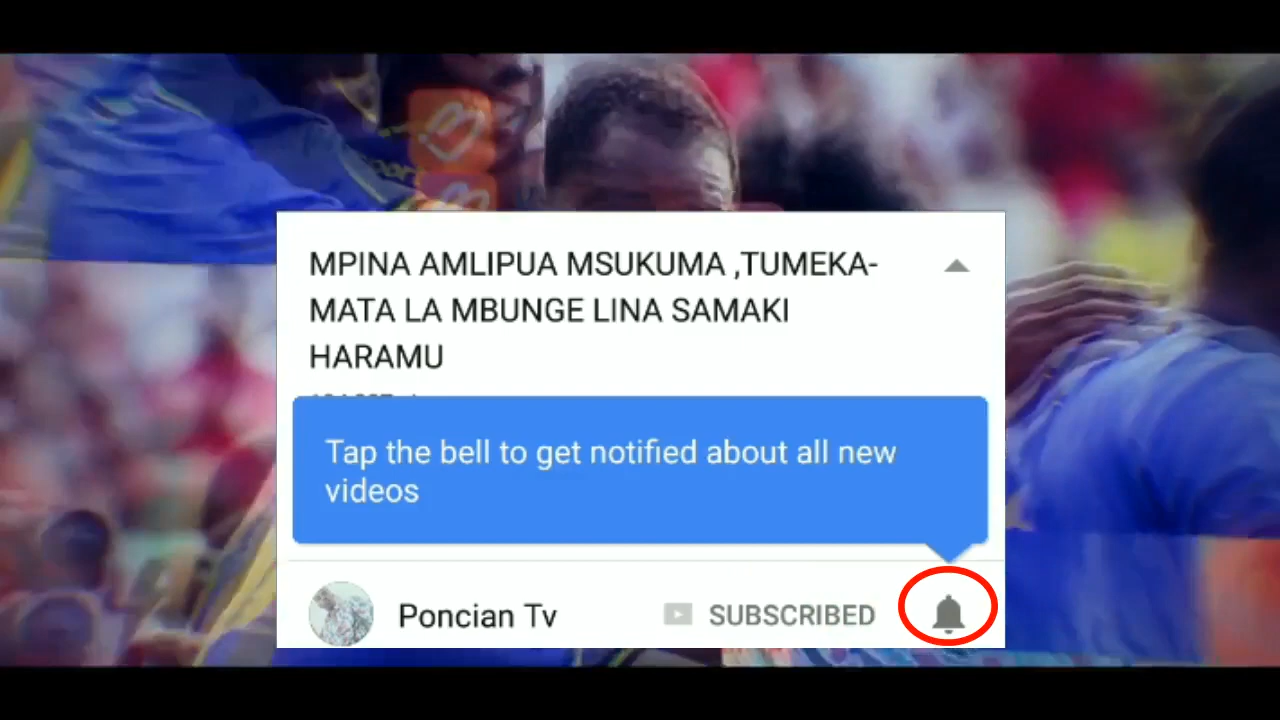 MPINA AMLIPUA MSUKUMA ,TUMEKA-
MATA LA MBUNGE LINA SAMAKI
HARAMU
Tap the bell to get notified about all new
videos
Poncian Tv SUBSCRIBED